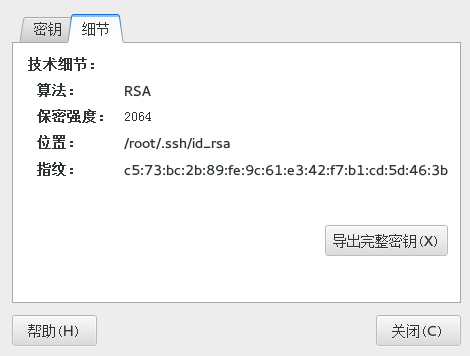 密钥 细节
技术细节：
算法： RSA
保密强度： 2064
位置： /root/.ssh/id_rsa
指纹： c5:73:bc:2b:89:fe:9c:61:e3:42:f7:b1:cd:5d:46:3b
导出完整密钥(X)
帮助(H) 关闭(C)